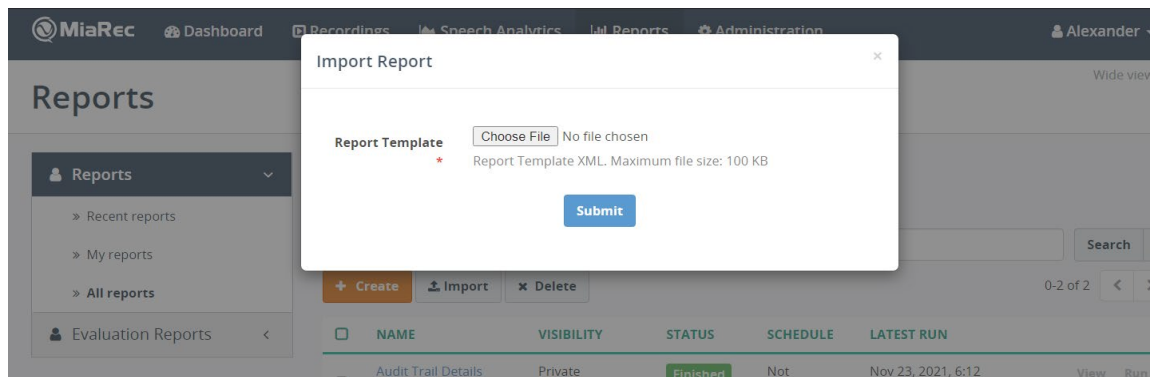 MiaRec Dashboard Recordings Speech Analytics Reports Administration Alexander
Import Report ×
Wide view
Reports
Report Template * Choose File No file chosen
Report Template XML. Maximum file size: 100 KB
Reports
Submit
» Recent reports
» My reports
Search
» All reports
+ Create Import × Delete 0-2 of 2 < >
Evaluation Reports <
NAME VISIBILITY STATUS SCHEDULE LATEST RUN
Audit Trail Details Private Finished Not Nov 23, 2021, 6:12 View Run